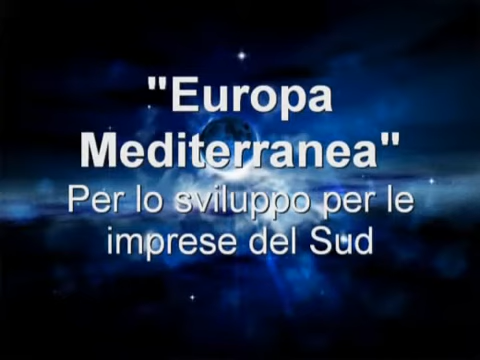 "Europa
Mediterranea"
Per lo sviluppo per le
imprese del Sud